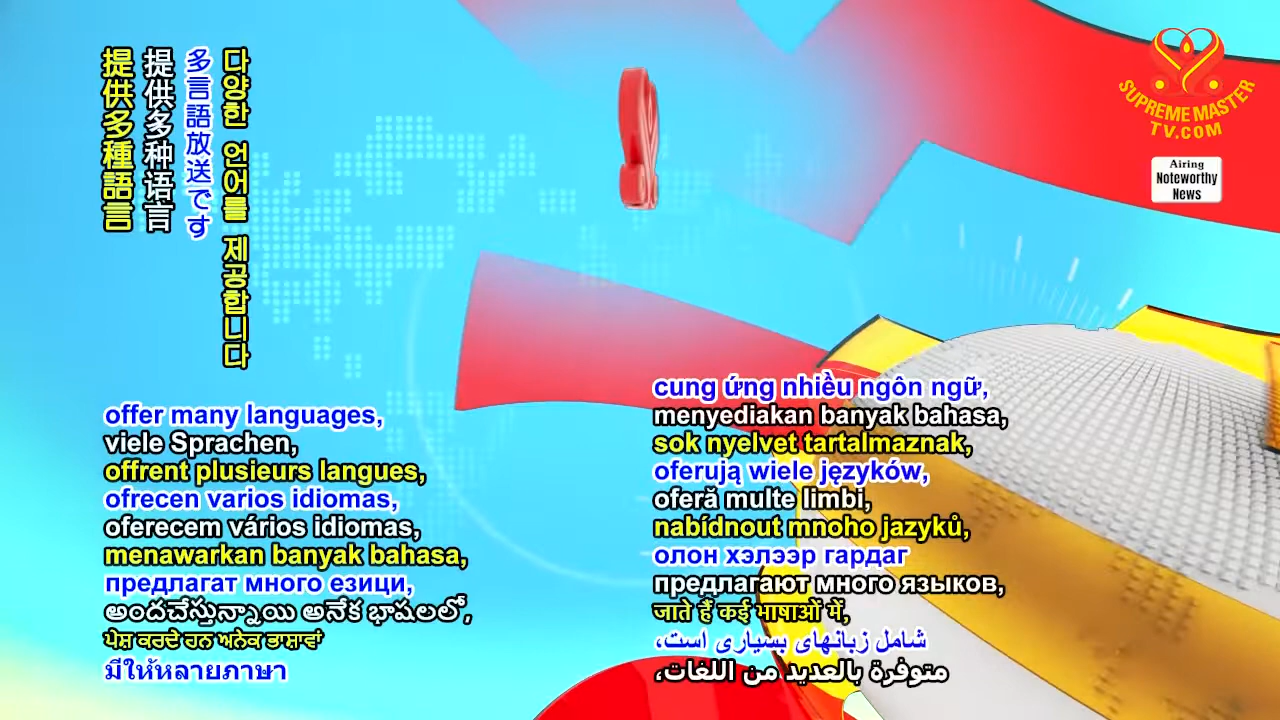 提供多種語言
提供多种语言
多言語放送です
다양한 언어를 제공합니다
offer many languages,
viele Sprachen,
offrent plusieurs langues,
ofrecen varios idiomas,
oferecem vários idiomas,
menawarkan banyak bahasa,
предлагат много езици,
అందచేస్తున్నాయి అనేక భాషలలో,
ਪੇਸ਼ ਕਰਦੇ ਹਨ ਅਨੇਕ ਭਾਸ਼ਾਵਾਂ
มีให้หลายภาษา
cung ứng nhiều ngôn ngữ,
menyediakan banyak bahasa,
sok nyelvet tartalmaznak,
oferują wiele języków,
oferă multe limbi,
nabídnout mnoho jazyků,
олон хэлээр гардаг
предлагают много языков,
जाते हैं कई भाषाओं में,
شامل زبانهای بسیاری است،
متوفرة بالعديد من اللغات،
SUPREME MASTER
TV.COM
Airing
Noteworthy
News